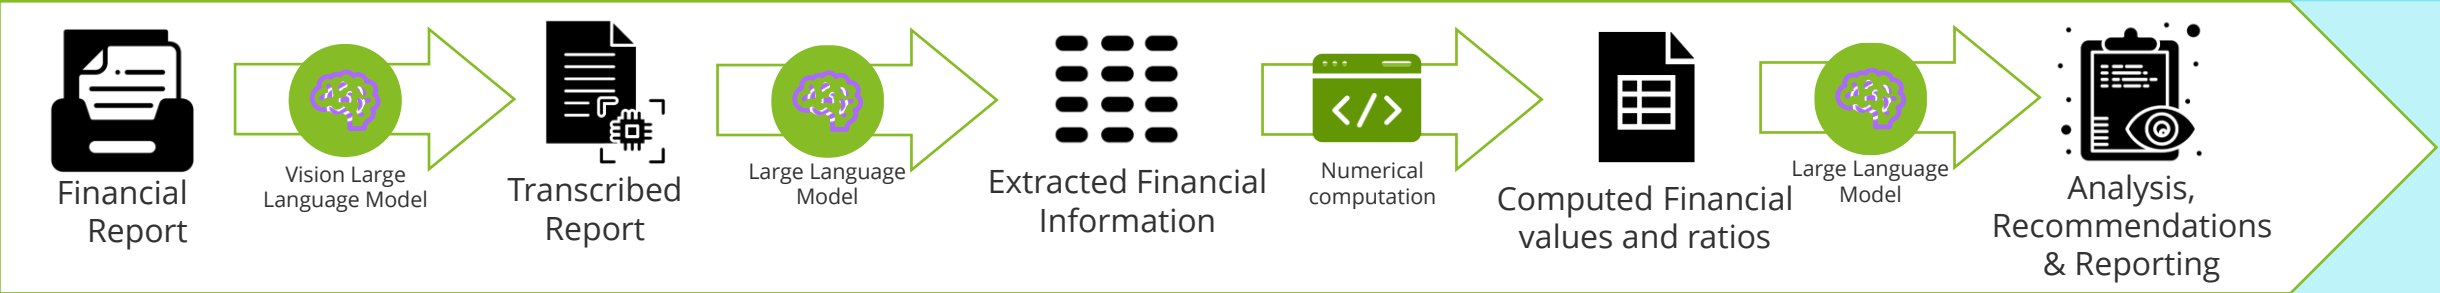 Financial
Report
Vision Large
Language Model
Transcribed
Report
Large Language
Model
Extracted Financial
Information
Numerical
computation
Computed Financial
values and ratios
Large Language
Model
Analysis,
Recommendations
& Reporting